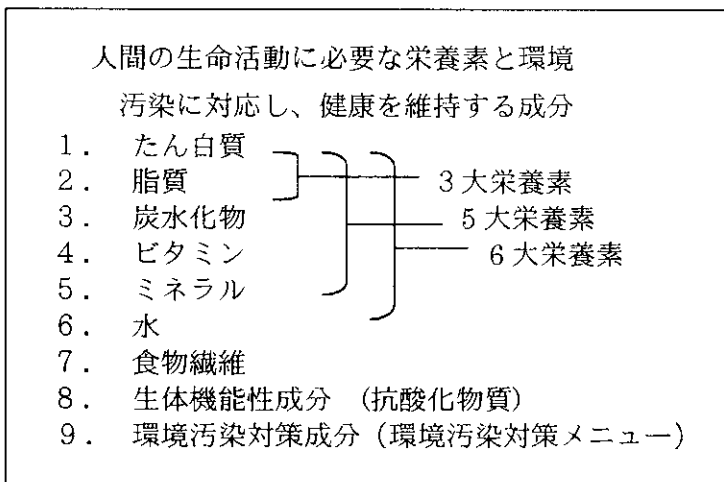 人間の生命活動に必要な栄養素と環境
汚染に対応し、健康を維持する成分
1. たん白質
2. 脂質 3大栄養素
3. 炭水化物 5大栄養素
4. ビタミン 6大栄養素
5. ミネラル
6. 水
7. 食物繊維
8. 生体機能性成分 (抗酸化物質)
9. 環境汚染対策成分(環境汚染対策メニュー)